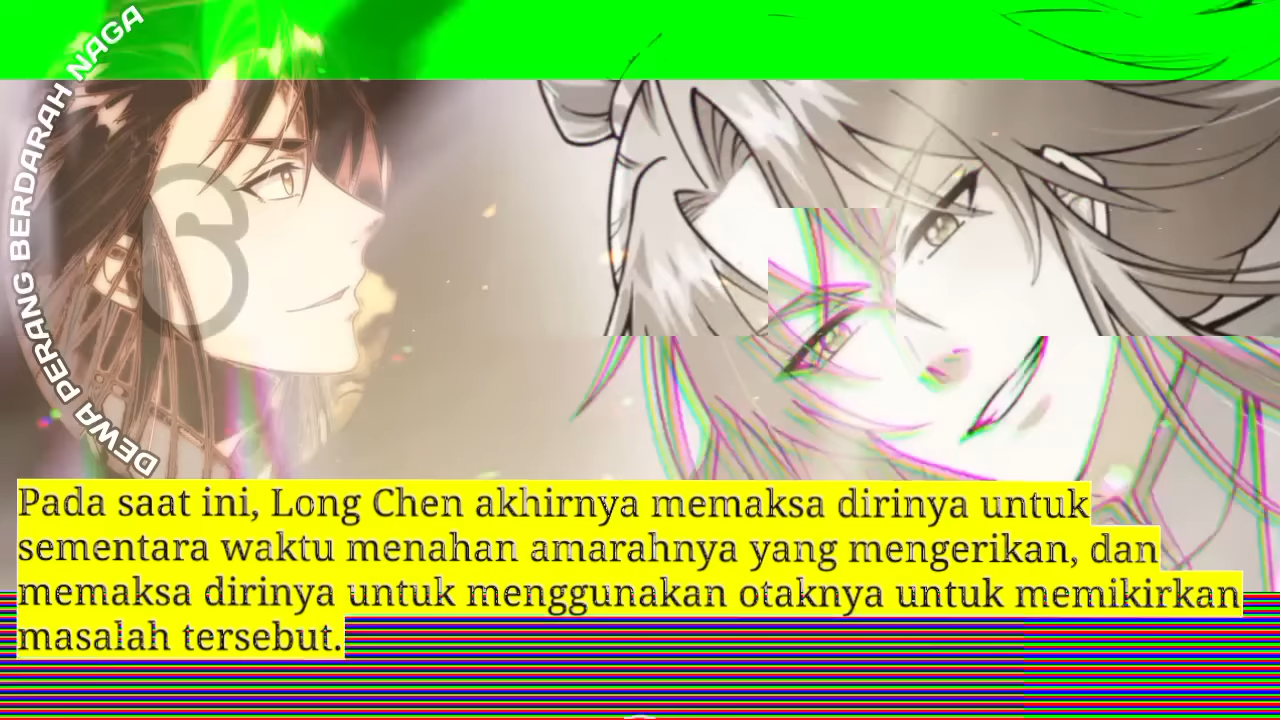 DEWA PERANG BERDARAH NAGA
6
Pada saat ini, Long Chen akhirnya memaksa dirinya untuk
sementara waktu menahan amarahnya yang mengerikan, dan
memaksa dirinya untuk menggunakan otaknya untuk memikirkan
masalah tersebut.